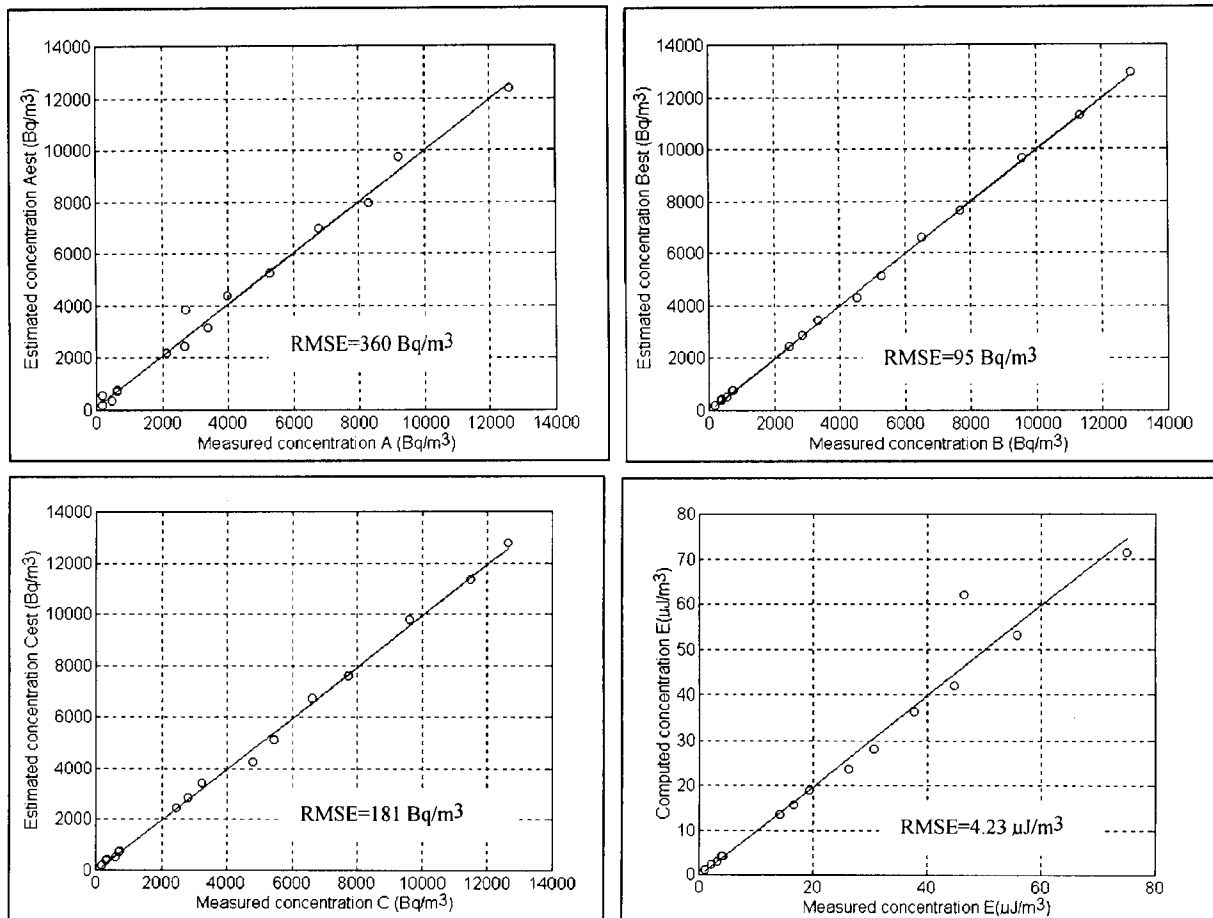 14000
12000
10000
8000
6000
4000
2000
0
Estimated concentration Aest (Bq/m³)
RMSE=360 Bq/m³
0 2000 4000 6000 8000 10000 12000 14000
Measured concentration A (Bq/m³)
14000
12000
10000
8000
6000
4000
2000
0
Estimated concentration Best (Bq/m³)
RMSE=95 Bq/m³
0 2000 4000 6000 8000 10000 12000 14000
Measured concentration B (Bq/m³)
14000
12000
10000
8000
6000
4000
2000
0
Estimated concentration Cest (Bq/m³)
RMSE=181 Bq/m³
0 2000 4000 6000 8000 10000 12000 14000
Measured concentration C (Bq/m³)
80
70
60
50
40
30
20
10
0
Computed concentration E(µJ/m³)
RMSE=4.23 µJ/m³
0 20 40 60 80
Measured concentration E(µJ/m³)